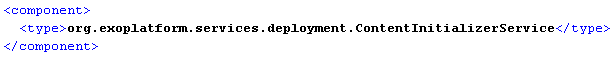 <component>
  <type>org.exoplatform.services.deployment.ContentInitializerService</type>
</component>